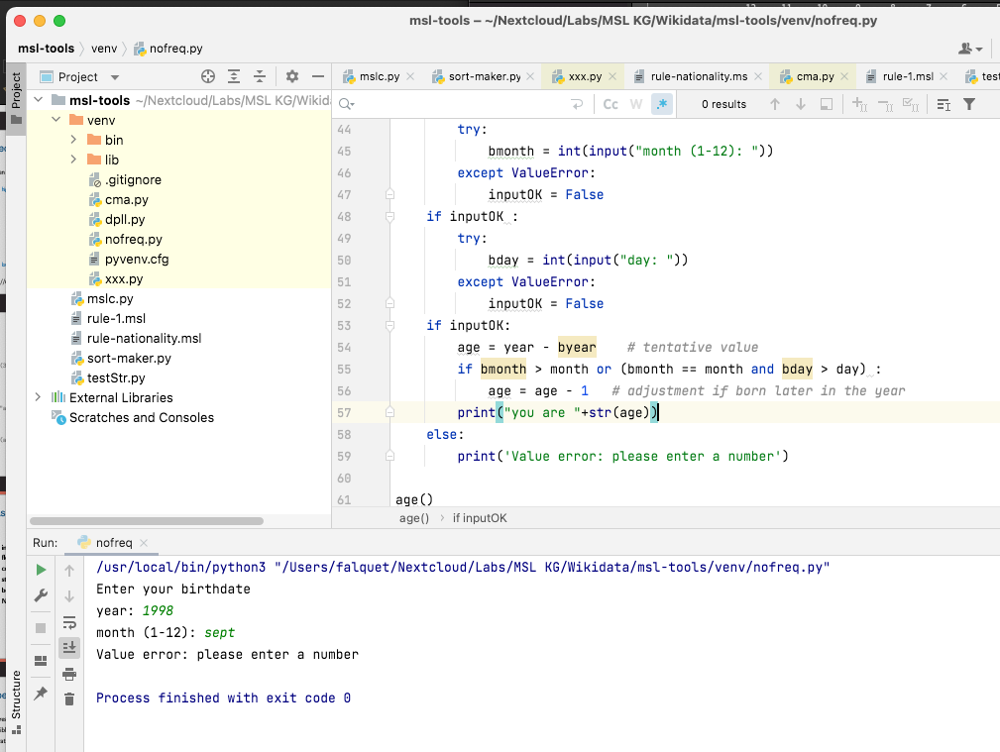 msl-tools – ~/Nextcloud/Labs/MSL KG/Wikidata/msl-tools/venv/nofreq.py
msl-tools venv nofreq.py
Project
Project
mslc.py sort-maker.py xxx.py rule-nationality.ms cma.py rule-1.msl test
Cc W .* 0 results
msl-tools ~/Nextcloud/Labs/MSL KG/Wikida
venv
bin
lib
.gitignore
cma.py
dpll.py
nofreq.py
pyvenv.cfg
xxx.py
mslc.py
rule-1.msl
rule-nationality.msl
sort-maker.py
testStr.py
External Libraries
Scratches and Consoles
44 try:
45 bmonth = int(input("month (1-12): "))
46 except ValueError:
47 inputOK = False
48 if inputOK :
49 try:
50 bday = int(input("day: "))
51 except ValueError:
52 inputOK = False
53 if inputOK:
54 age = year - byear # tentative value
55 if bmonth > month or (bmonth == month and bday > day) :
56 age = age - 1 # adjustment if born later in the year
57 print("you are "+str(age))
58 else:
59 print('Value error: please enter a number')
60
61 age()
age() if inputOK
Run: nofreq
/usr/local/bin/python3 "/Users/falquet/Nextcloud/Labs/MSL KG/Wikidata/msl-tools/venv/nofreq.py"
Enter your birthdate
year: 1998
month (1-12): sept
Value error: please enter a number
Process finished with exit code 0
Structure